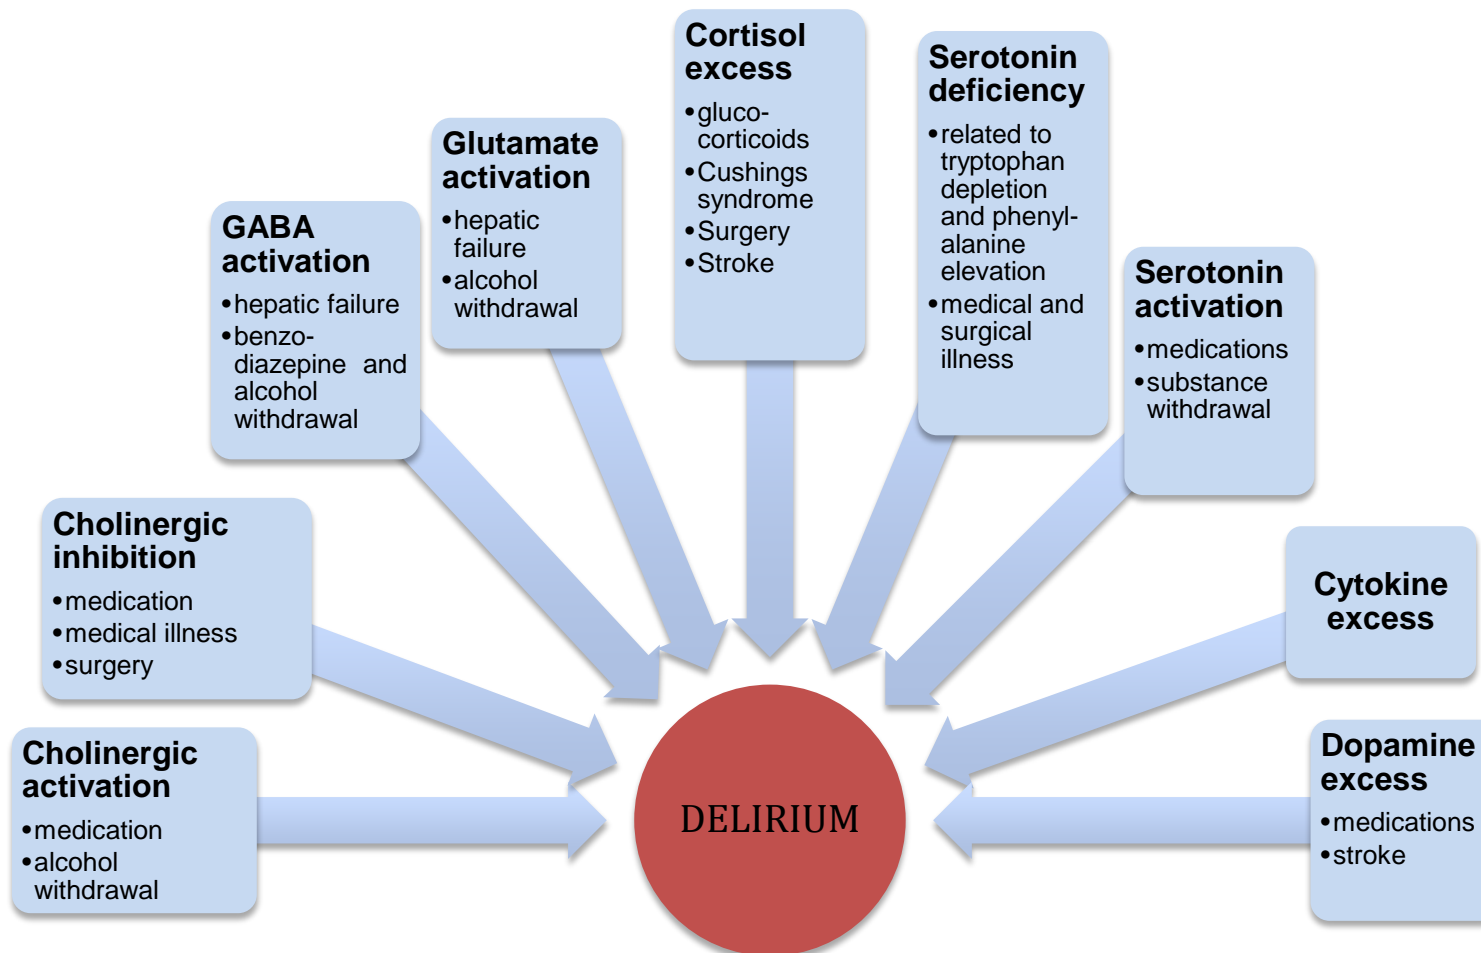 Cortisol
excess
•gluco-
corticoids
•Cushings
syndrome
•Surgery
•Stroke
Serotonin
deficiency
•related to
tryptophan
depletion
and phenyl-
alanine
elevation
•medical and
surgical
illness
Glutamate
activation
•hepatic
failure
•alcohol
withdrawal
GABA
activation
•hepatic failure
•benzo-
diazepine and
alcohol
withdrawal
Serotonin
activation
•medications
•substance
withdrawal
Cholinergic
inhibition
•medication
•medical illness
•surgery
Cytokine
excess
Cholinergic
activation
•medication
•alcohol
withdrawal
DELIRIUM
Dopamine
excess
•medications
•stroke